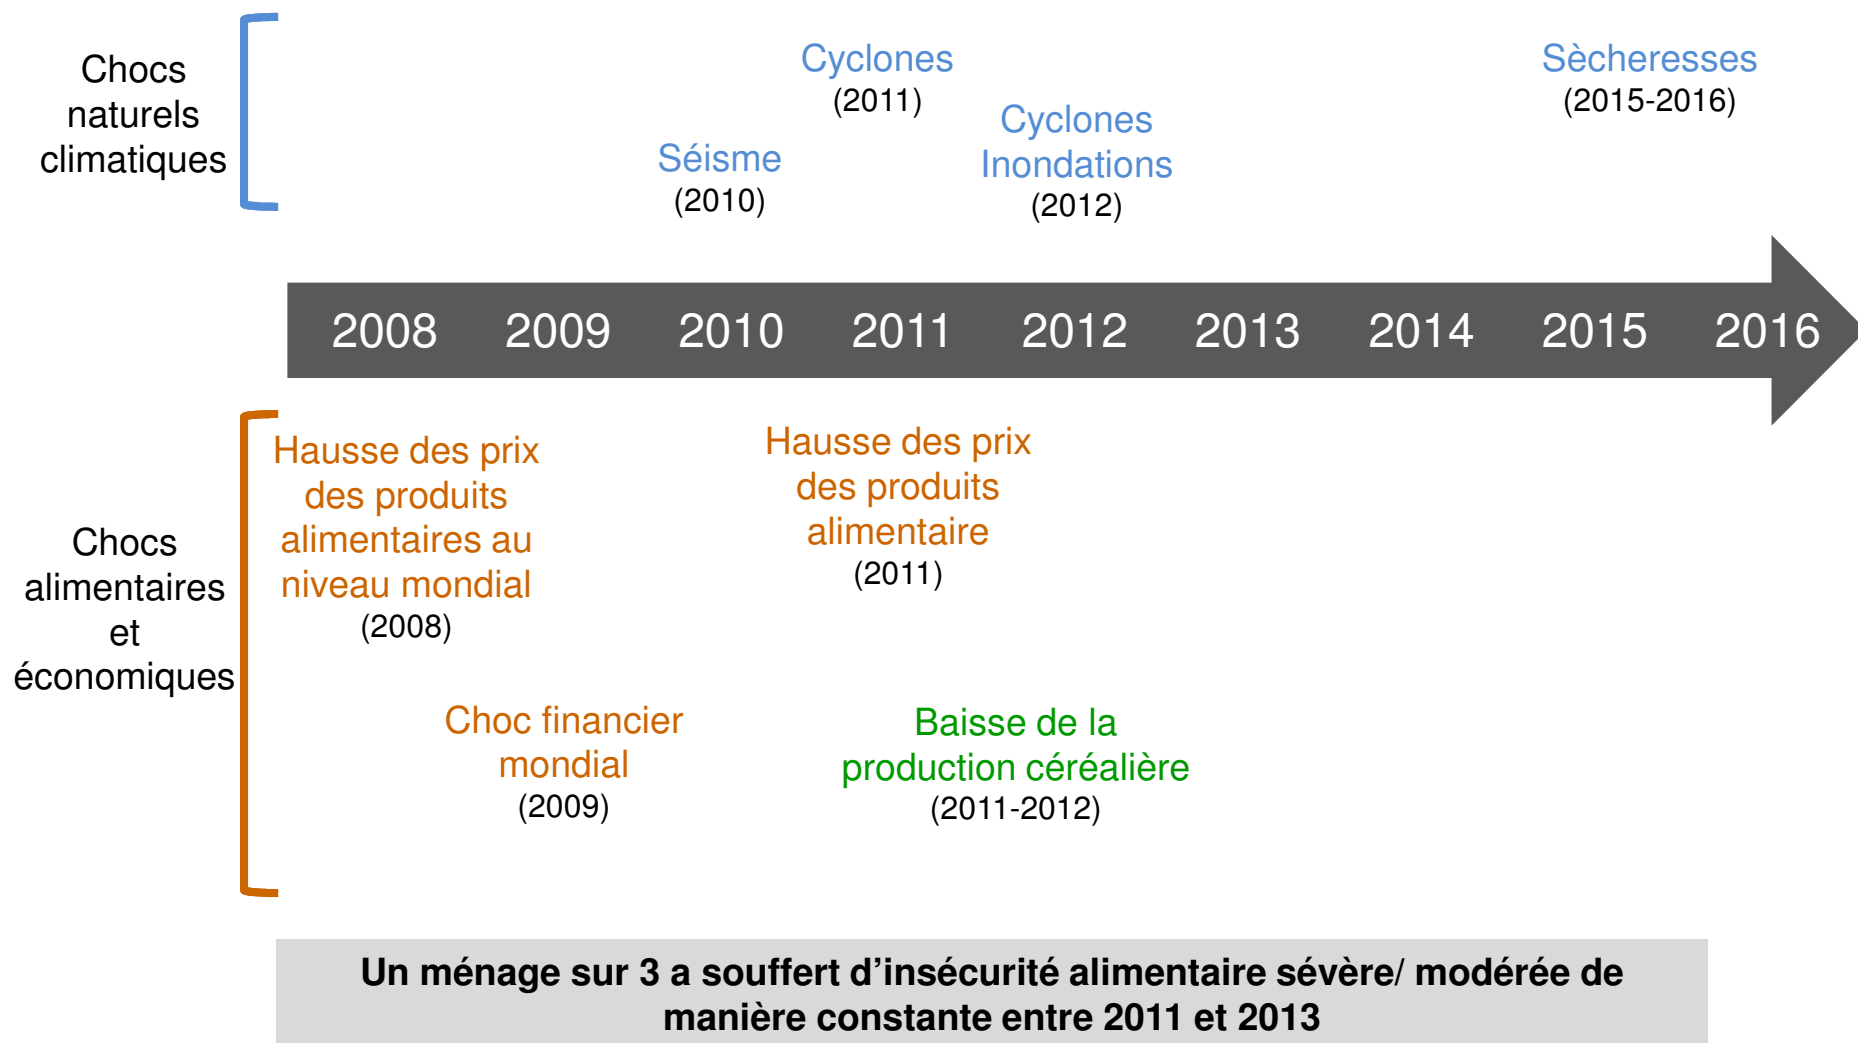 Chocs
naturels
climatiques
Cyclones
(2011)
Séisme
(2010)
Cyclones
Inondations
(2012)
Sècheresses
(2015-2016)
2008 2009 2010 2011 2012 2013 2014 2015 2016
Chocs
alimentaires
et
économiques
Hausse des prix
des produits
alimentaires au
niveau mondial
(2008)
Hausse des prix
des produits
alimentaire
(2011)
Choc financier
mondial
(2009)
Baisse de la
production céréalière
(2011-2012)
Un ménage sur 3 a souffert d’insécurité alimentaire sévère/ modérée de
manière constante entre 2011 et 2013